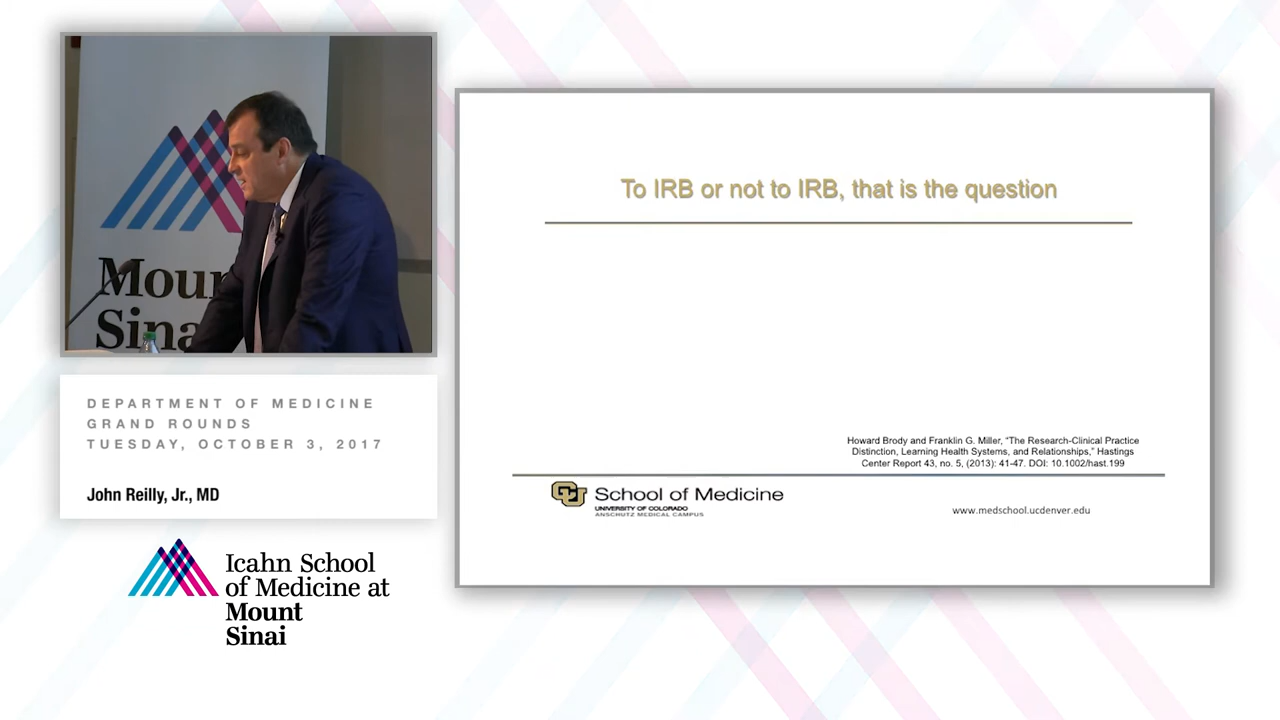 Mount
Sinai
DEPARTMENT OF MEDICINE
GRAND ROUNDS
TUESDAY, OCTOBER 3, 2017
John Reilly, Jr., MD
Icahn School
of Medicine at
Mount
Sinai
To IRB or not to IRB, that is the question
Howard Brody and Franklin G. Miller, “The Research-Clinical Practice
Distinction, Learning Health Systems, and Relationships,” Hastings
Center Report 43, no. 5, (2013): 41-47. DOI: 10.1002/hast.199
CU
School of Medicine
UNIVERSITY OF COLORADO
ANSCHUTZ MEDICAL CAMPUS
www.medschool.ucdenver.edu